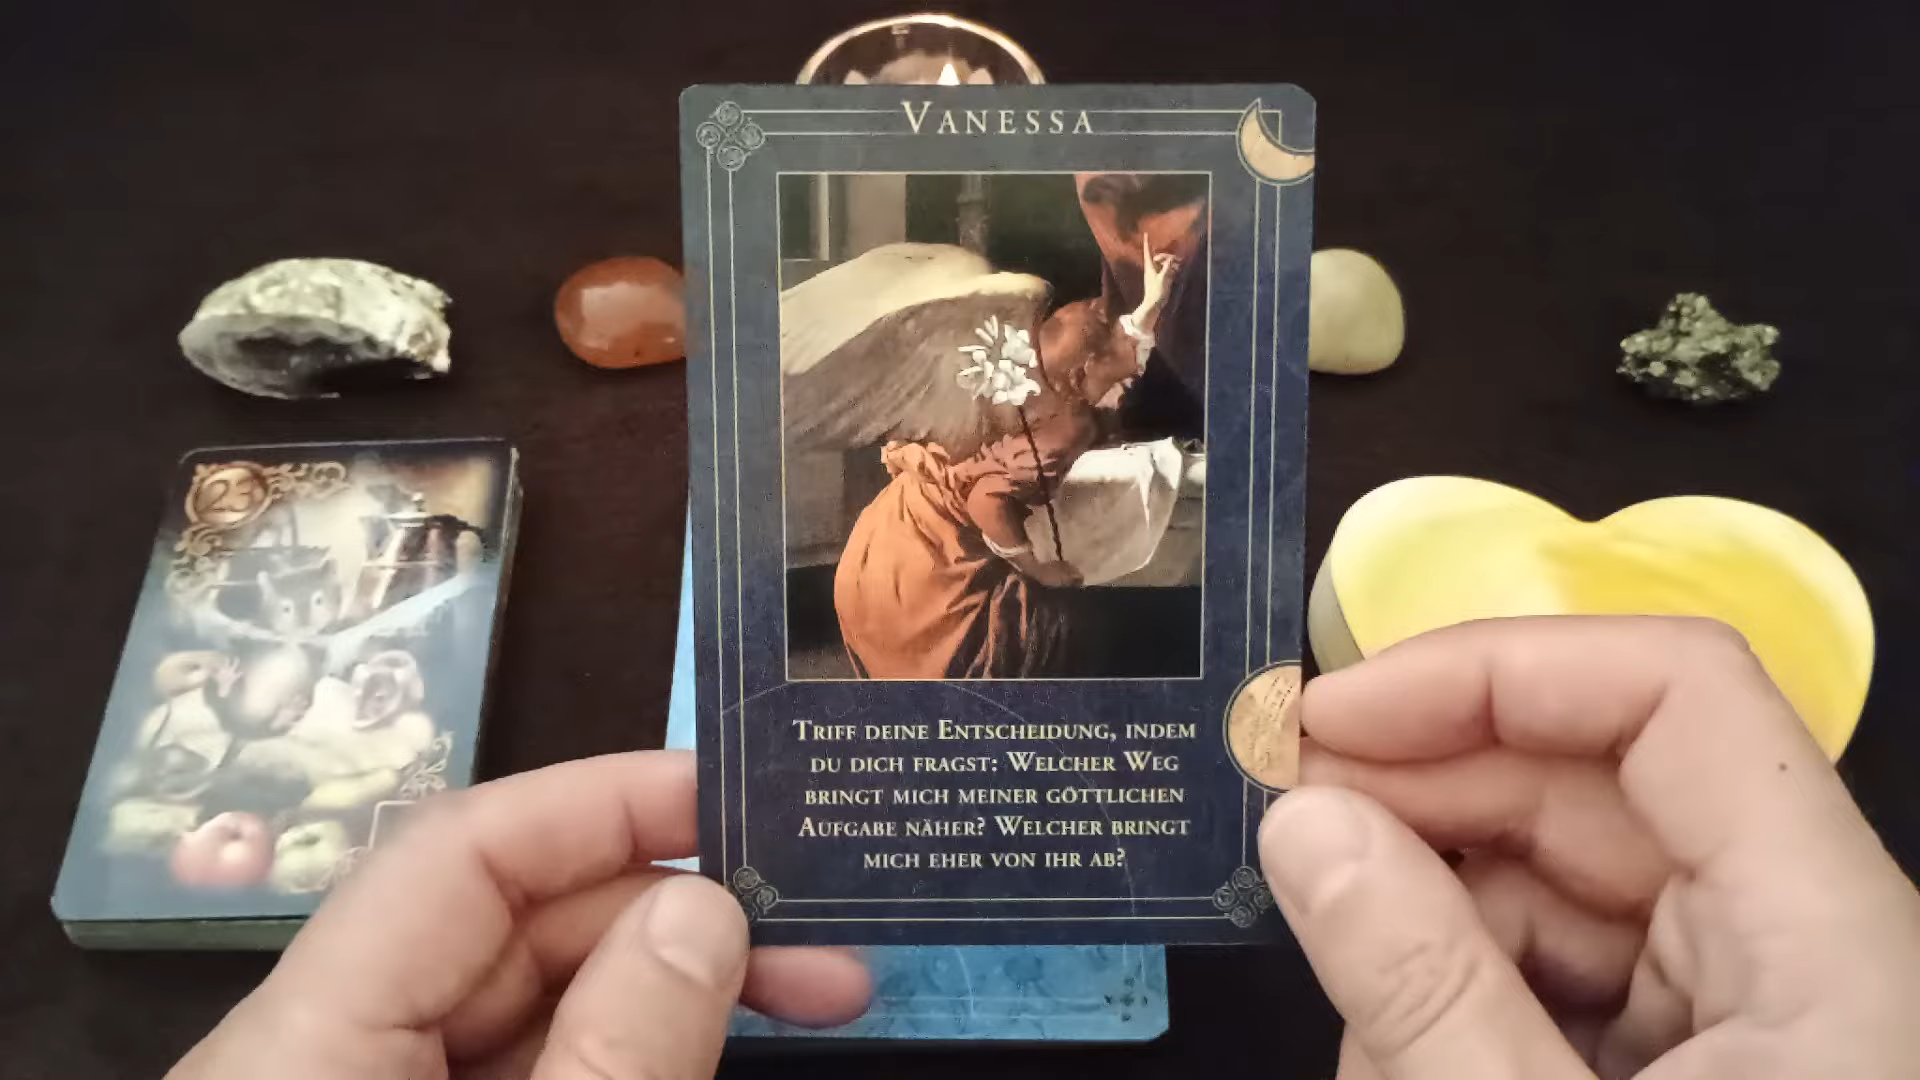 VANESSA
TRIFF DEINE ENTSCHEIDUNG, INDEM
DU DICH FRAGST: WELCHER WEG
BRINGT MICH MEINER GÖTTLICHEN
AUFGABE NÄHER? WELCHER BRINGT
MICH EHER VON IHR AB?
23